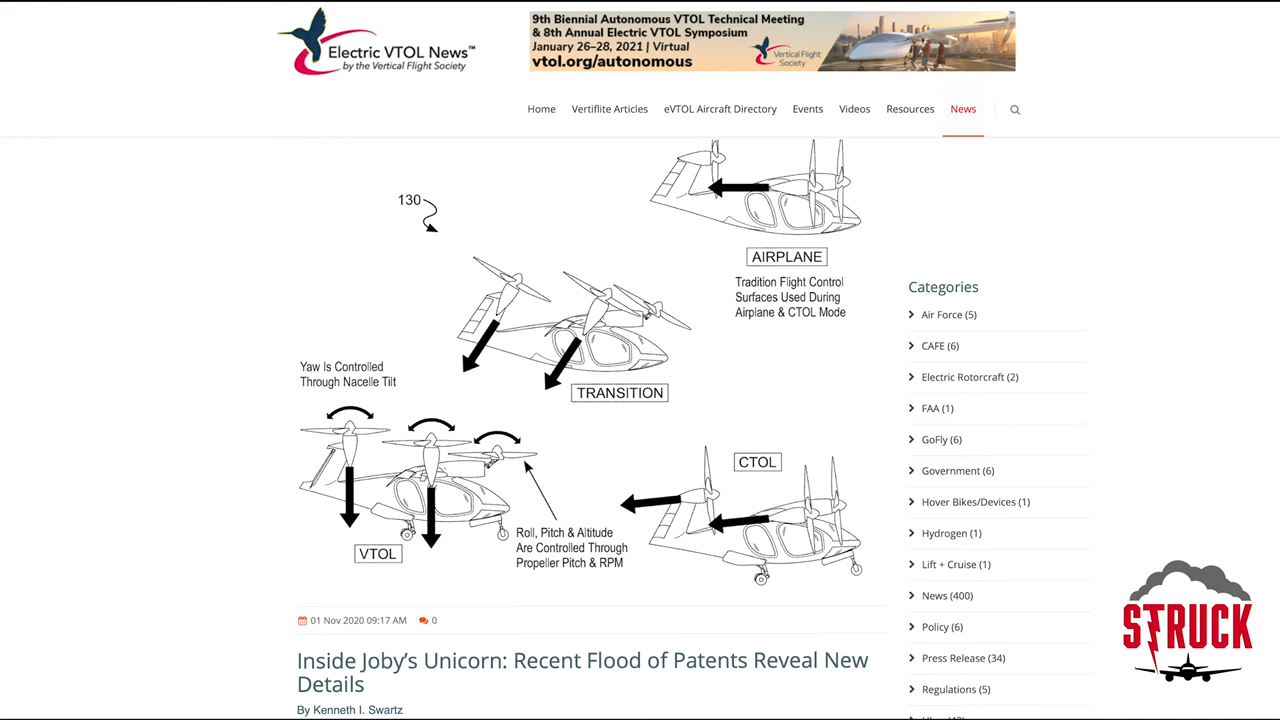 Electric VTOL News™
by the Vertical Flight Society
9th Biennial Autonomous VTOL Technical Meeting
& 8th Annual Electric VTOL Symposium
January 26–28, 2021 | Virtual
vtol.org/autonomous
Vertical Flight
Society
Home
Vertiflite Articles
eVTOL Aircraft Directory
Events
Videos
Resources
News
130
AIRPLANE
Tradition Flight Control
Surfaces Used During
Airplane & CTOL Mode
TRANSITION
Yaw Is Controlled
Through Nacelle Tilt
VTOL
Roll, Pitch & Altitude
Are Controlled Through
Propeller Pitch & RPM
CTOL
01 Nov 2020 09:17 AM
0
Inside Joby's Unicorn: Recent Flood of Patents Reveal New
Details
By Kenneth I. Swartz
Categories
Air Force (5)
CAFE (6)
Electric Rotorcraft (2)
FAA (1)
GoFly (6)
Government (6)
Hover Bikes/Devices (1)
Hydrogen (1)
Lift + Cruise (1)
News (400)
Policy (6)
Press Release (34)
Regulations (5)
STRUCK